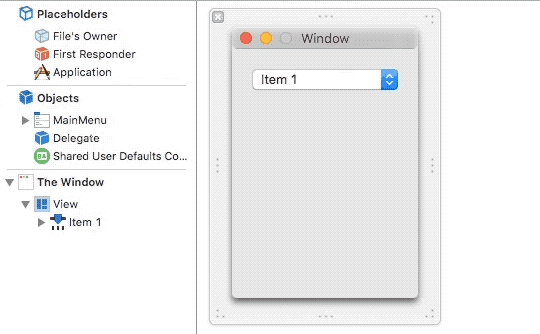 Placeholders
File's Owner
First Responder
Application
Objects
MainMenu
Delegate
Shared User Defaults Co...
The Window
View
Item 1
Window
Item 1